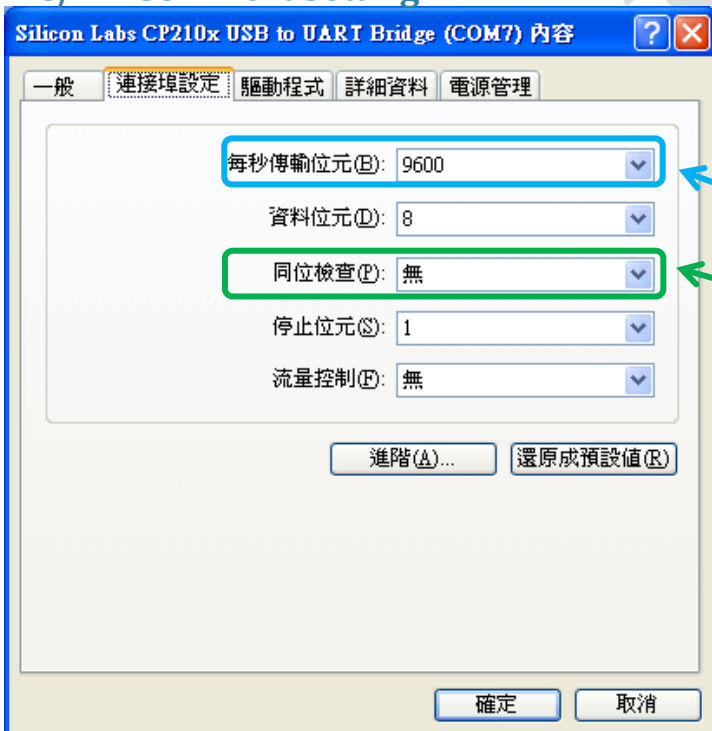 Silicon Labs CP210x USB to UART Bridge (COM7) 內容
一般 連接埠設定 驅動程式 詳細資料 電源管理
每秒傳輸位元(B): 9600
資料位元(D): 8
同位檢查(P): 無
停止位元(S): 1
流量控制(F): 無
進階(A)... 還原成預設值(R)
確定 取消